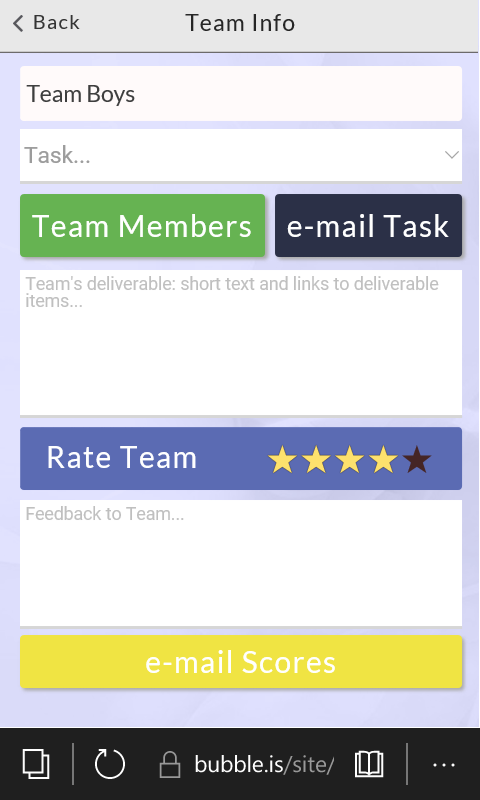 Back
Team Info
Team Boys
Task...
Team Members
e-mail Task
Team's deliverable: short text and links to deliverable
items...
Rate Team
Feedback to Team...
e-mail Scores
bubble.is/site/